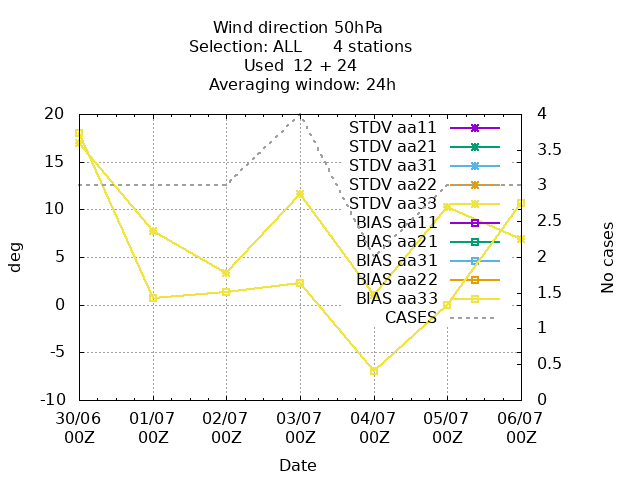 Wind direction 50hPa
Selection: ALL      4 stations
Used  12 + 24
Averaging window: 24h
20
15
10
5
0
-5
-10
deg
4
3.5
3
2.5
2
1.5
1
0.5
0
No cases
STDV aa11
STDV aa21
STDV aa31
STDV aa22
STDV aa33
BIAS aa11
BIAS aa21
BIAS aa31
BIAS aa22
BIAS aa33
CASES
30/06 01/07 02/07 03/07 04/07 05/07 06/07
00Z 00Z 00Z 00Z 00Z 00Z 00Z
Date